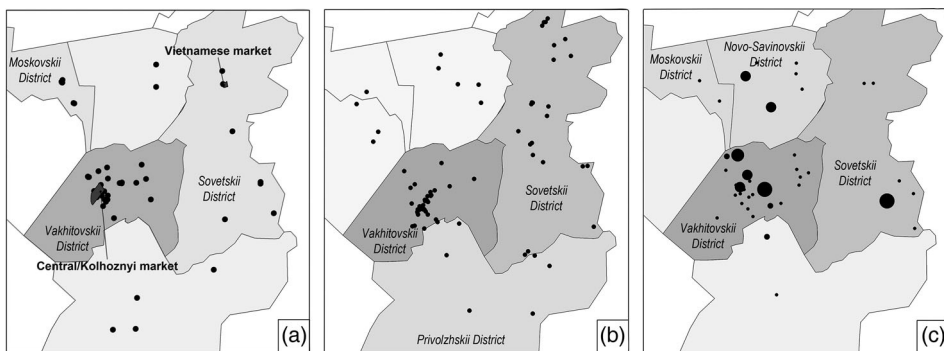 Vietnamese market
Moskovskii
District
Sovetskii
District
Vakhitovskii
District
Central/Kolhoznyi market
(a)
Sovetskii
District
Vakhitovskii
District
Privolzhskii District
(b)
Novo-Savinovskii
District
Moskovskii
District
Sovetskii
District
Vakhitovskii
District
(c)